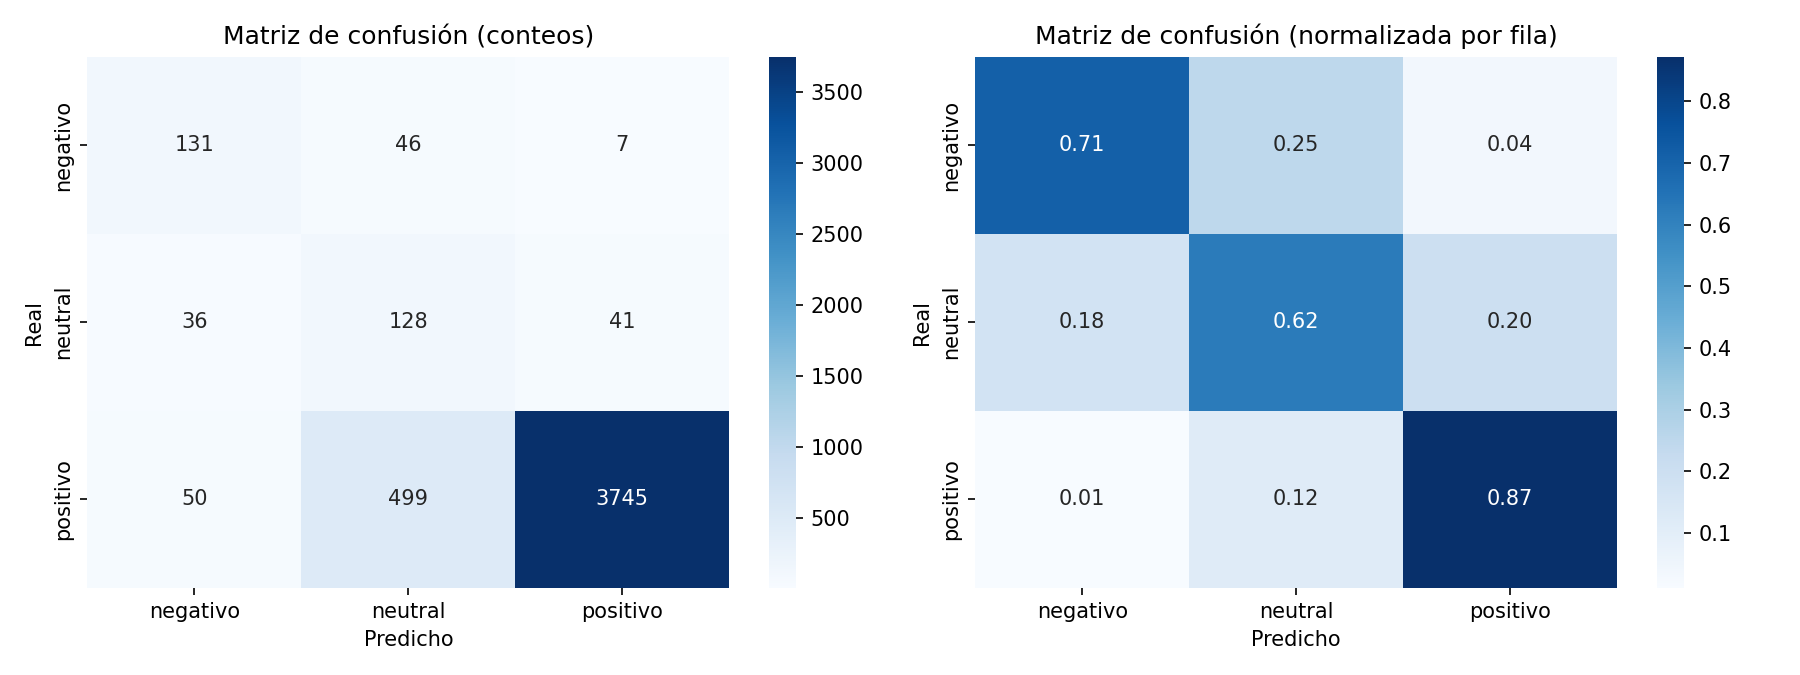 Matriz de confusión (conteos)
negativo
131 46 7
3500
3000
2500
Real
neutral
36 128 41
2000
1500
positivo
50 499 3745
1000
500
negativo neutral positivo
Predicho
Matriz de confusión (normalizada por fila)
negativo
0.71 0.25 0.04
0.8
0.7
0.6
Real
neutral
0.18 0.62 0.20
0.5
0.4
0.3
positivo
0.01 0.12 0.87
0.2
0.1
negativo neutral positivo
Predicho